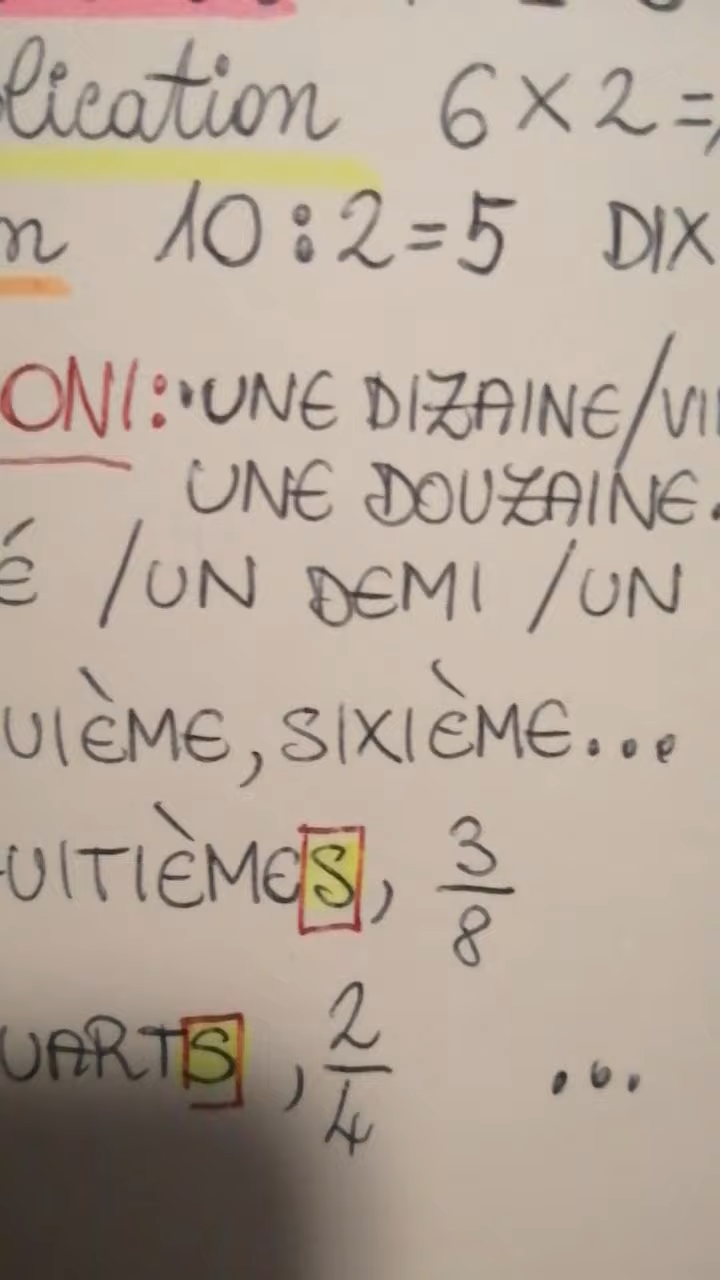 lication 6 × 2 =
n 10 : 2 = 5 DIX
ONI: • UNE DIZAINE / VI
UNE DOUZAINE.
É / UN DEMI / UN
UIÈME, SIXIÈME...
UITIÈMES, 3/8
UARTS, 2/4 ...